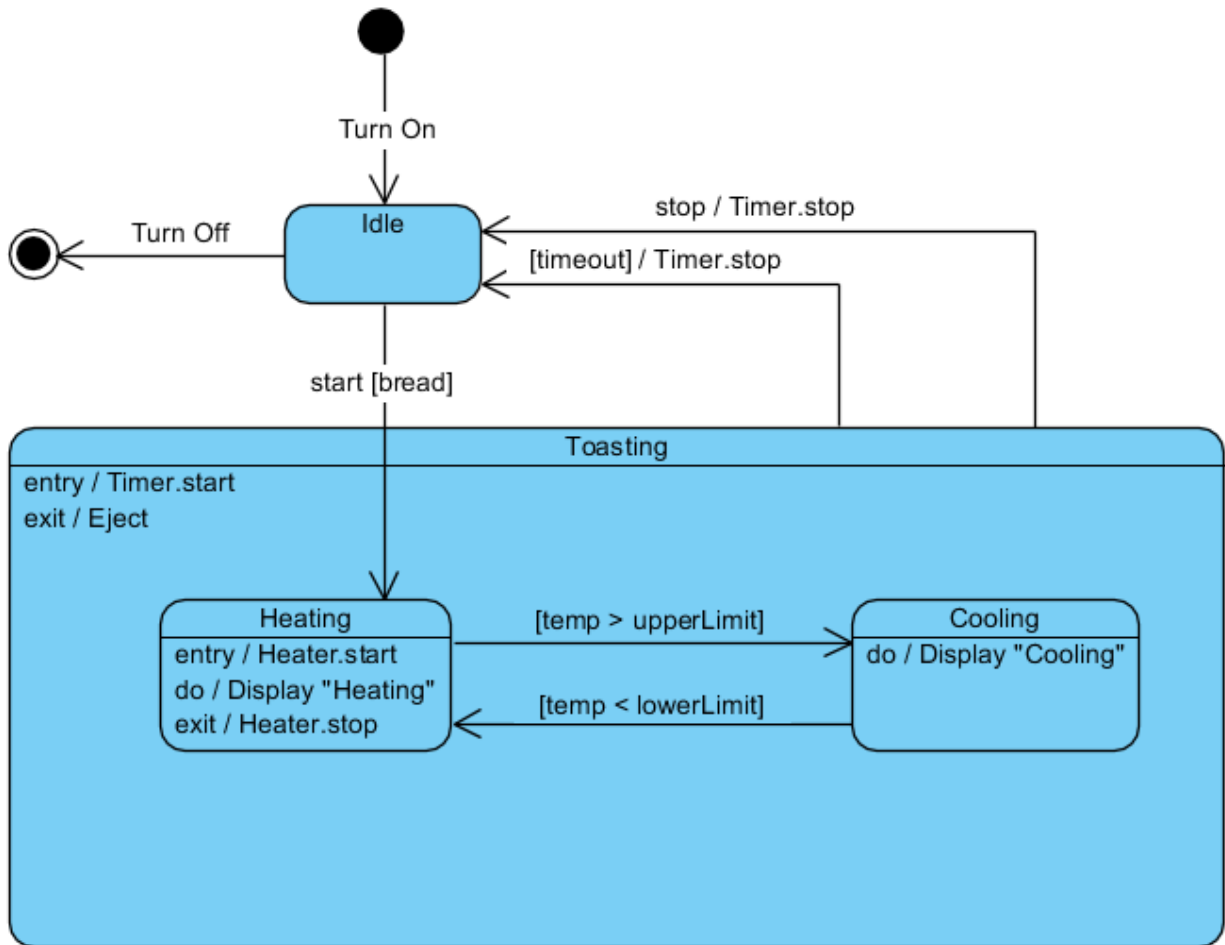 Turn On
Idle
Turn Off
stop / Timer.stop
[timeout] / Timer.stop
start [bread]
Toasting
entry / Timer.start
exit / Eject
Heating
entry / Heater.start
do / Display "Heating"
exit / Heater.stop
[temp > upperLimit]
[temp < lowerLimit]
Cooling
do / Display "Cooling"